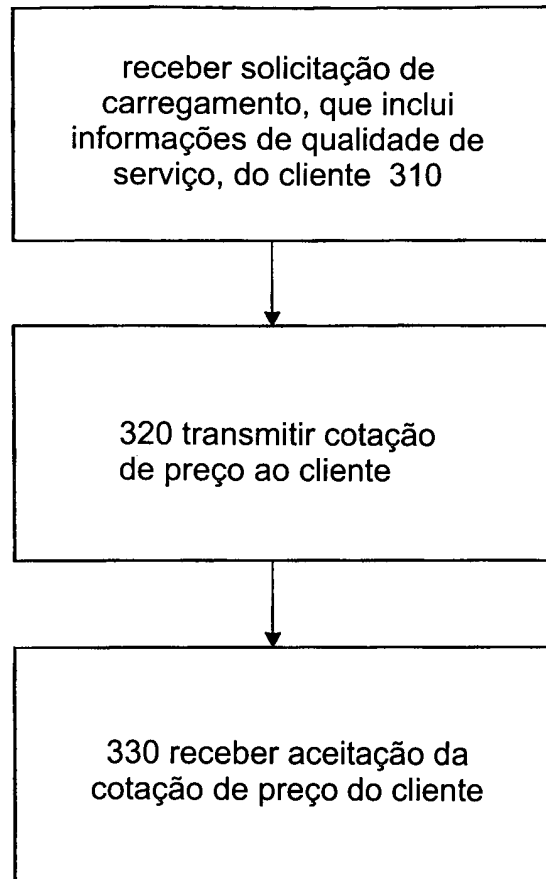 receber solicitação de
carregamento, que inclui
informações de qualidade de
serviço, do cliente 310
320 transmitir cotação
de preço ao cliente
330 receber aceitação da
cotação de preço do cliente